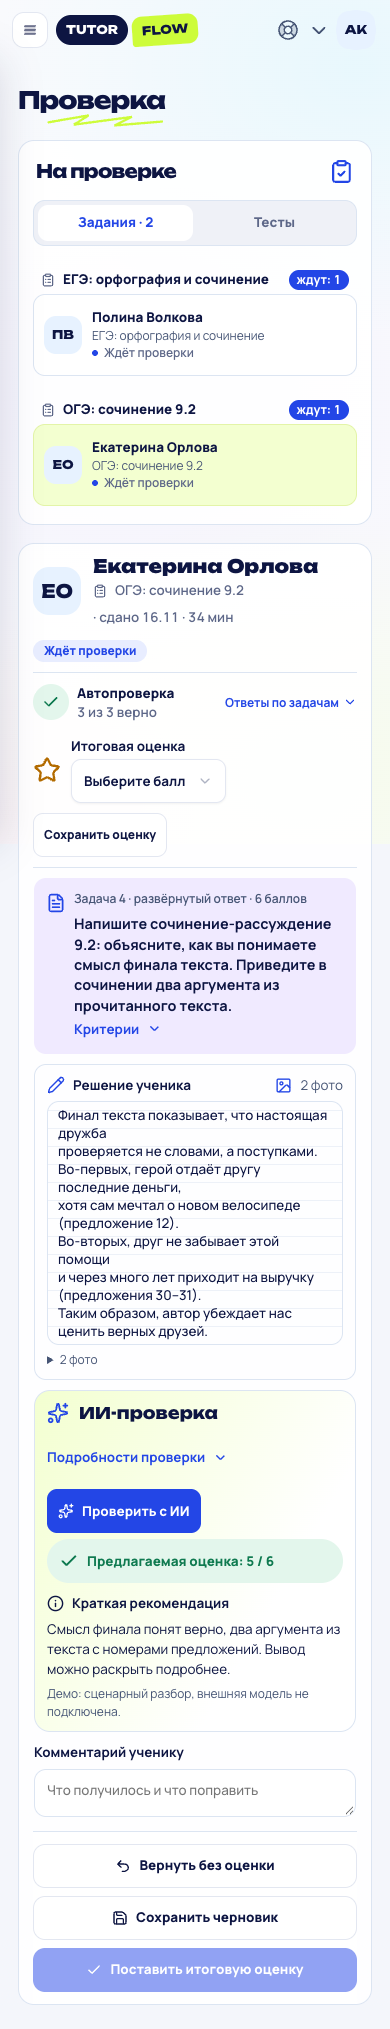 TUTOR FLOW AK
Проверка
На проверке
Задания · 2 Тесты
ЕГЭ: орфография и сочинение ждут: 1
ПВ Полина Волкова
ЕГЭ: орфография и сочинение
Ждёт проверки
ОГЭ: сочинение 9.2 ждут: 1
ЕО Екатерина Орлова
ОГЭ: сочинение 9.2
Ждёт проверки
ЕО Екатерина Орлова
ОГЭ: сочинение 9.2
· сдано 16.11 · 34 мин
Ждёт проверки
Автопроверка
3 из 3 верно
Ответы по задачам
Итоговая оценка
Выберите балл
Сохранить оценку
Задача 4 · развёрнутый ответ · 6 баллов
Напишите сочинение-рассуждение
9.2: объясните, как вы понимаете
смысл финала текста. Приведите в
сочинении два аргумента из
прочитанного текста.
Критерии
Решение ученика 2 фото
Финал текста показывает, что настоящая
дружба
проверяется не словами, а поступками.
Во-первых, герой отдаёт другу
последние деньги,
хотя сам мечтал о новом велосипеде
(предложение 12).
Во-вторых, друг не забывает этой
помощи
и через много лет приходит на выручку
(предложения 30–31).
Таким образом, автор убеждает нас
ценить верных друзей.
2 фото
ИИ-проверка
Подробности проверки
Проверить с ИИ
Предлагаемая оценка: 5 / 6
Краткая рекомендация
Смысл финала понят верно, два аргумента из
текста с номерами предложений. Вывод
можно раскрыть подробнее.
Демо: сценарный разбор, внешняя модель не
подключена.
Комментарий ученику
Что получилось и что поправить
Вернуть без оценки
Сохранить черновик
Поставить итоговую оценку